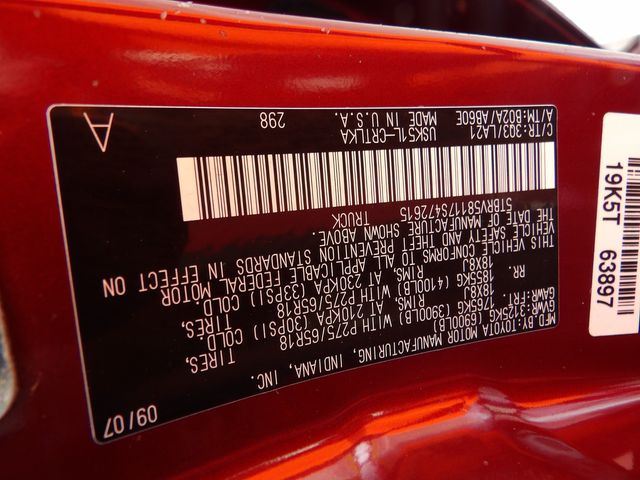 MFD.BY:TOYOTA MOTOR MANUFACTURING, INDIANA, INC. 09/07
GVWR:3125KG (6900LB)
GAWR:FRT. 1765KG (3900LB) WITH P275/65R18 TIRES,
18X8J RIMS, AT 210KPA (30PSI) COLD
RR. 1855KG (4100LB) WITH P275/65R18 TIRES,
18X8J RIMS, AT 230KPA (33PSI) COLD
THIS VEHICLE CONFORMS TO ALL APPLICABLE FEDERAL MOTOR
VEHICLE SAFETY AND THEFT PREVENTION STANDARDS IN EFFECT ON
THE DATE OF MANUFACTURE SHOWN ABOVE.
5TBRV58117S472615 TRUCK
C/TR:3Q3/LA21 USK51L-CRTLKA
A/TM:B02A/AB60E MADE IN U.S.A. 298 A
19K5T 63897